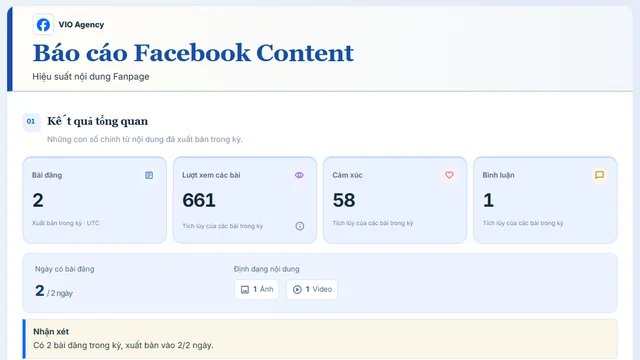 VIO Agency
Báo cáo Facebook Content
Hiệu suất nội dung Fanpage
01 Kết quả tổng quan
Những con số chính từ nội dung đã xuất bản trong kỳ.
Bài đăng
2
Xuất bản trong kỳ · UTC
Lượt xem các bài
661
Tích lũy của các bài trong kỳ
Cảm xúc
58
Tích lũy của các bài trong kỳ
Bình luận
1
Tích lũy của các bài trong kỳ
Ngày có bài đăng
2 / 2 ngày
Định dạng nội dung
1 Ảnh
1 Video
Nhận xét
Có 2 bài đăng trong kỳ, xuất bản vào 2/2 ngày.